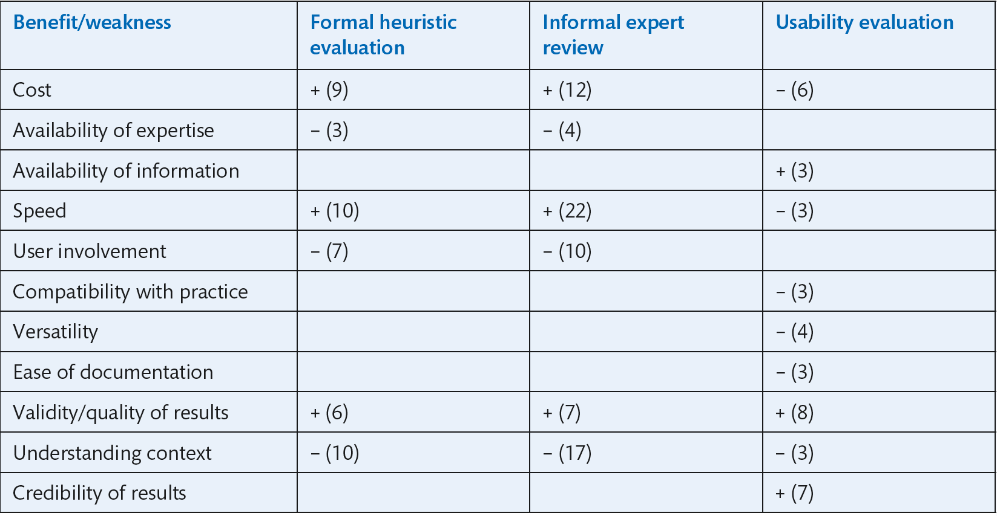 Benefit/weakness Formal heuristic evaluation Informal expert review Usability evaluation
Cost + (9) + (12) – (6)
Availability of expertise – (3) – (4)
Availability of information + (3)
Speed + (10) + (22) – (3)
User involvement – (7) – (10)
Compatibility with practice – (3)
Versatility – (4)
Ease of documentation – (3)
Validity/quality of results + (6) + (7) + (8)
Understanding context – (10) – (17) – (3)
Credibility of results + (7)